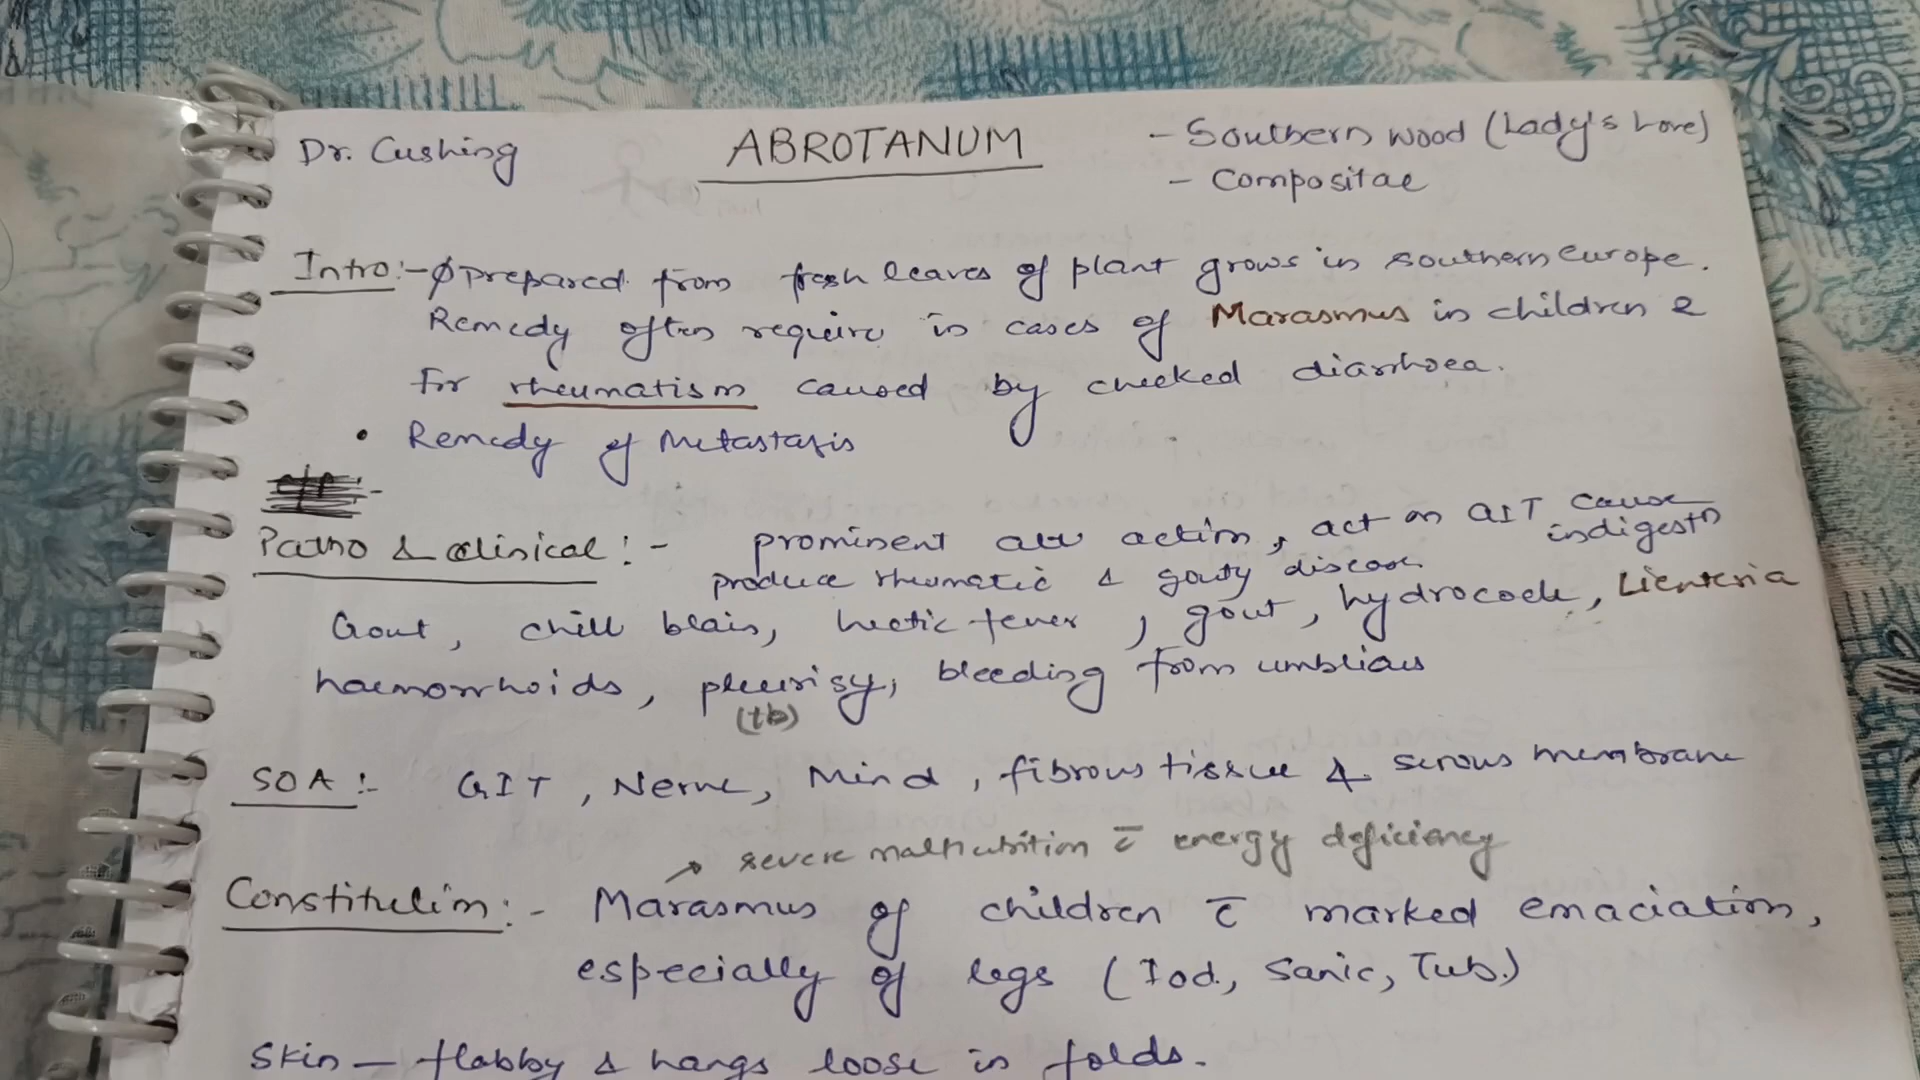 Dr. Cushing
ABROTANUM
- Southern wood (Lady's Love)
- Compositae
Intro:- ϕ prepared from fresh leaves of plant grows in southern Europe.
Remedy often require in cases of Marasmus in children &
for rheumatism caused by checked diarrhoea.
• Remedy of Metastasis
Patho & clinical :- prominent action, act on GIT cause
indigestn
produce rheumatic & gouty disease
Gout, chill blain, hectic fever, gout, hydrocoele, Lienteria
haemorrhoids, pleurisy, bleeding from umblicus
(tb)
SOA :- GIT, Nerve, Mind, fibrous tissue & serous membrane
→ severe malnutrition c̄ energy deficiency
Constitution :- Marasmus of children c̄ marked emaciation,
especially of legs (Iod., Sanic, Tub.)
Skin — flabby & hangs loose in folds.